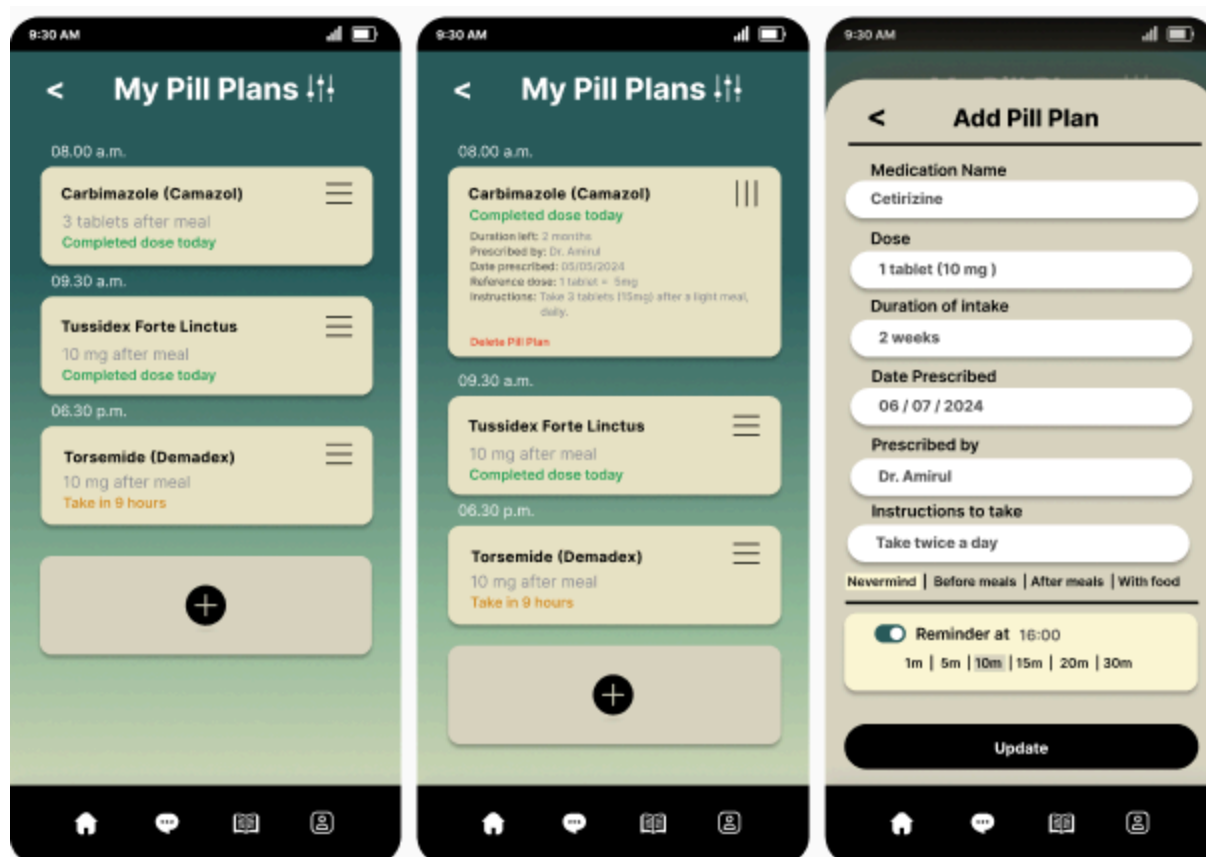 9:30 AM
< My Pill Plans
08.00 a.m.
Carbimazole (Camazol)
3 tablets after meal
Completed dose today
09.30 a.m.
Tussidex Forte Linctus
10 mg after meal
Completed dose today
06.30 p.m.
Torsemide (Demadex)
10 mg after meal
Take in 9 hours
9:30 AM
< My Pill Plans
08.00 a.m.
Carbimazole (Camazol)
Completed dose today
Duration left: 2 months
Prescribed by: Dr. Amirul
Date prescribed: 05/05/2024
Reference dose: 1 tablet = 5mg
Instructions: Take 3 tablets (15mg) after a light meal,
daily.
Delete Pill Plan
09.30 a.m.
Tussidex Forte Linctus
10 mg after meal
Completed dose today
06.30 p.m.
Torsemide (Demadex)
10 mg after meal
Take in 9 hours
9:30 AM
< Add Pill Plan
Medication Name
Cetirizine
Dose
1 tablet (10 mg )
Duration of intake
2 weeks
Date Prescribed
06 / 07 / 2024
Prescribed by
Dr. Amirul
Instructions to take
Take twice a day
Nevermind | Before meals | After meals | With food
Reminder at 16:00
1m | 5m | 10m | 15m | 20m | 30m
Update